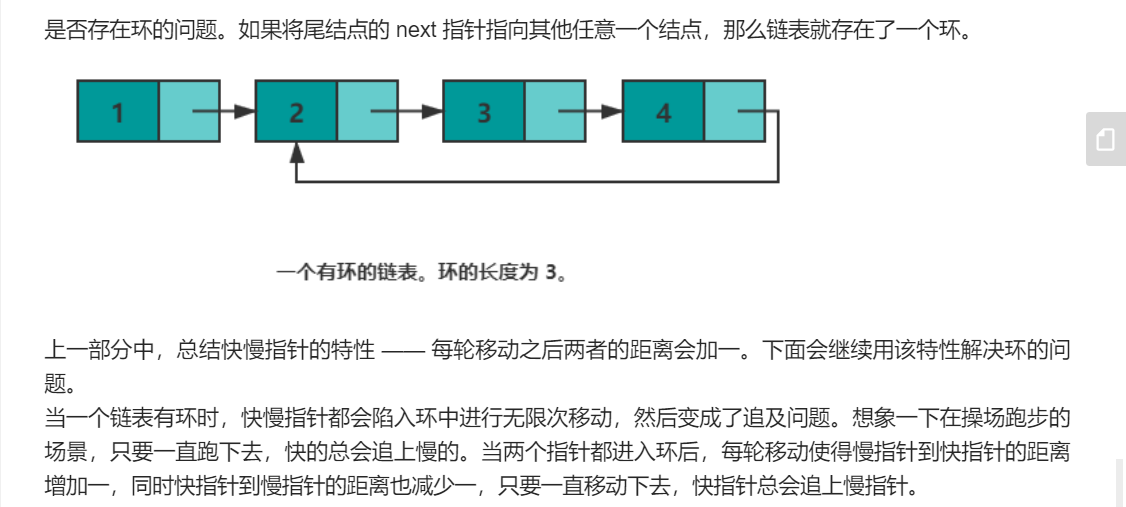 是否存在环的问题。如果将尾结点的 next 指针指向其他任意一个结点，那么链表就存在了一个环。
1 2 3 4
一个有环的链表。环的长度为 3。
上一部分中，总结快慢指针的特性 —— 每轮移动之后两者的距离会加一。下面会继续用该特性解决环的问
题。
当一个链表有环时，快慢指针都会陷入环中进行无限次移动，然后变成了追及问题。想象一下在操场跑步的
场景，只要一直跑下去，快的总会追上慢的。当两个指针都进入环后，每轮移动使得慢指针到快指针的距离
增加一，同时快指针到慢指针的距离也减少一，只要一直移动下去，快指针总会追上慢指针。